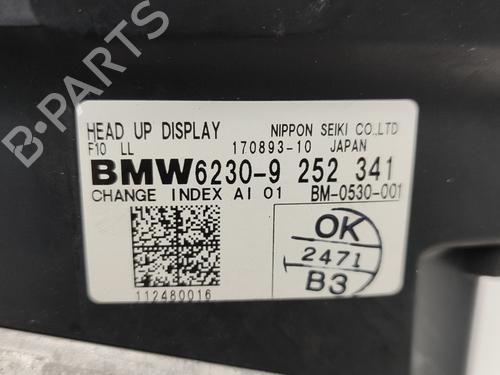 HEAD UP DISPLAY NIPPON SEIKI CO.,LTD
F10 LL 170893-10 JAPAN
BMW6230-9 252 341
CHANGE INDEX AI 01 BM-0530-001
OK
2471
B3
112480016
B-PARTS
B-PARTS